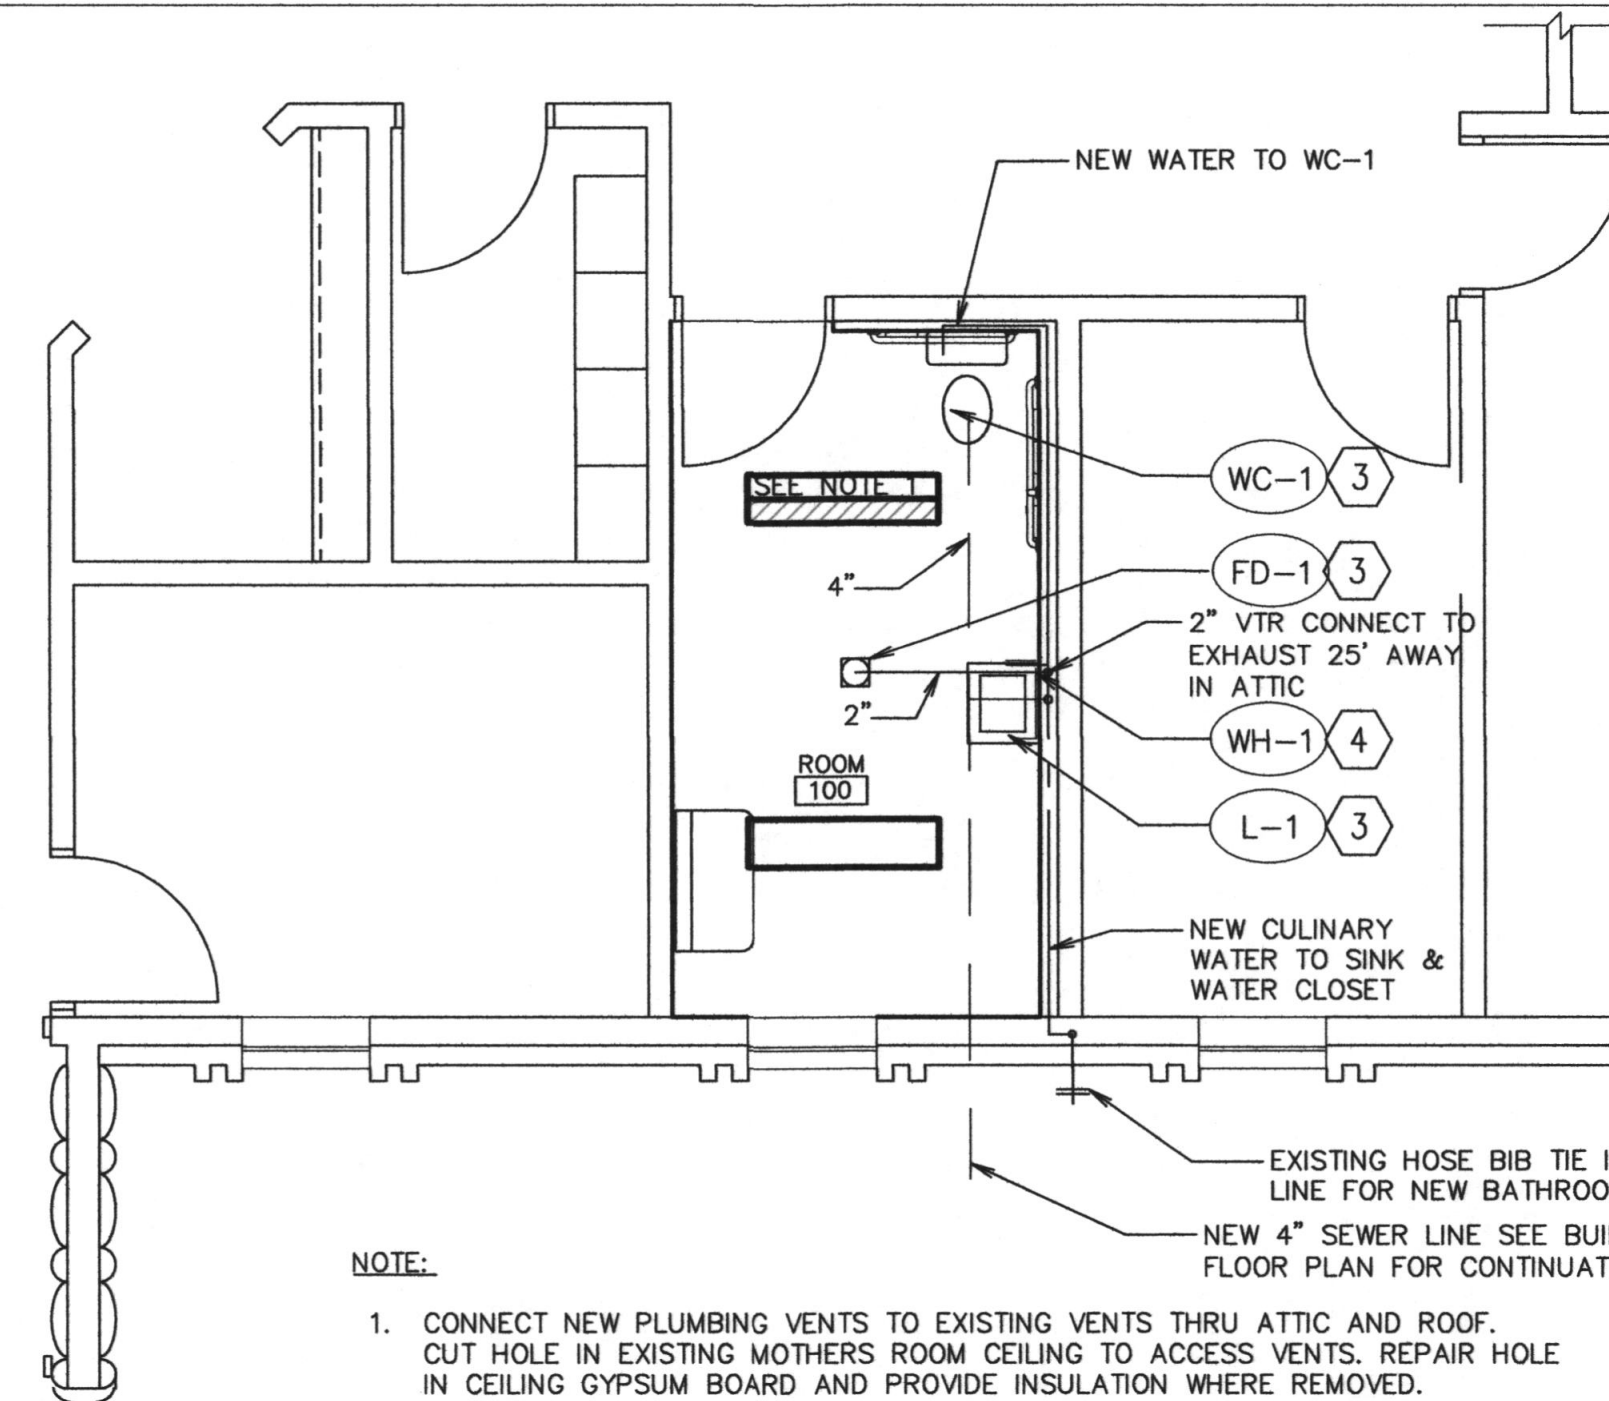 NEW WATER TO WC-1
WC-1 3
SEE NOTE 1
FD-1 3
4"
2" VTR CONNECT TO
EXHAUST 25' AWAY
IN ATTIC
2"
WH-1 4
ROOM
100
L-1 3
NEW CULINARY
WATER TO SINK &
WATER CLOSET
EXISTING HOSE BIB TIE
LINE FOR NEW
NEW 4" SEWER LINE SEE
FLOOR PLAN FOR
NOTE:
1. CONNECT NEW PLUMBING VENTS TO EXISTING VENTS THRU ATTIC AND ROOF.
CUT HOLE IN EXISTING MOTHERS ROOM CEILING TO ACCESS VENTS. REPAIR HOLE
IN CEILING GYPSUM BOARD AND PROVIDE INSULATION WHERE REMOVED.